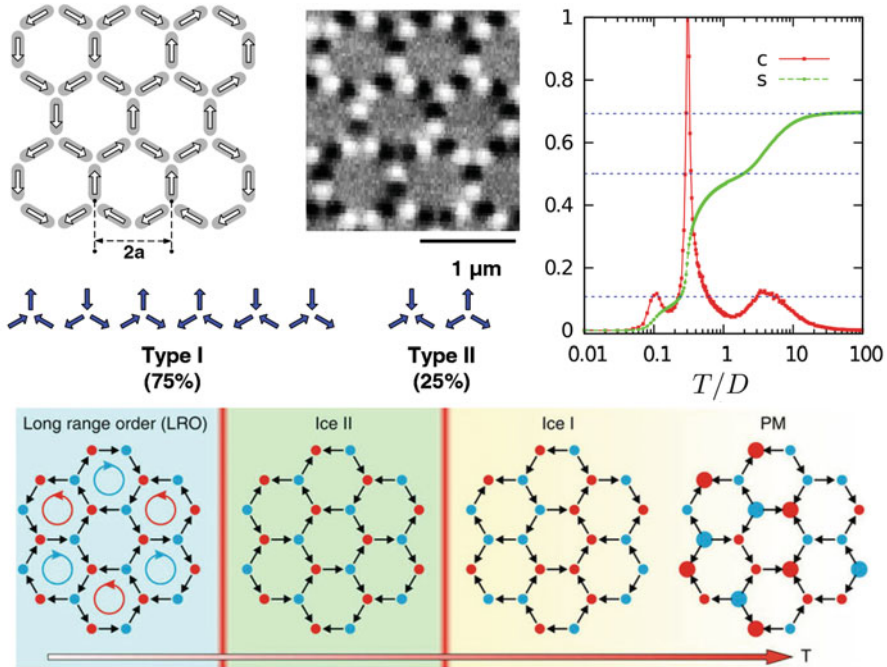 2a
1 µm
Type I
(75%)
Type II
(25%)
1
0.8
0.6
0.4
0.2
0
c
s
0.01 0.1 1 10 100
T/D
Long range order (LRO) Ice II Ice I PM
T